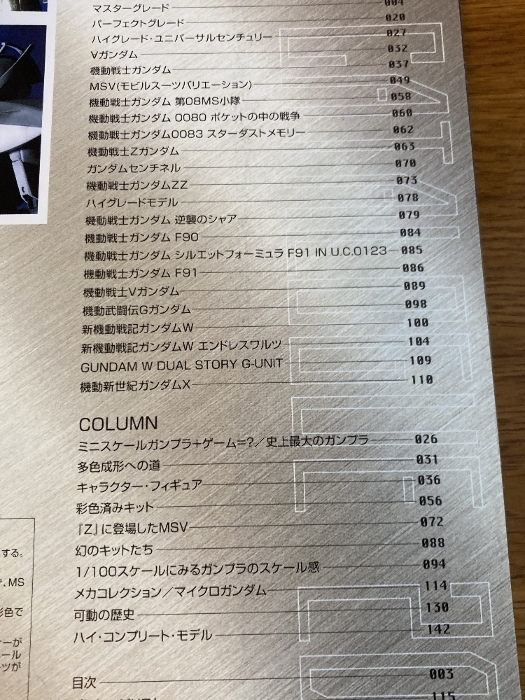 マスターグレード 004
パーフェクトグレード 020
ハイグレード・ユニバーサルセンチュリー 027
∀ガンダム 032
機動戦士ガンダム 037
MSV(モビルスーツバリエーション) 049
機動戦士ガンダム 第08MS小隊 058
機動戦士ガンダム 0080 ポケットの中の戦争 060
機動戦士ガンダム0083 スターダストメモリー 062
機動戦士Zガンダム 063
ガンダムセンチネル 070
機動戦士ガンダムZZ 073
ハイグレードモデル 078
機動戦士ガンダム 逆襲のシャア 079
機動戦士ガンダム F90 084
機動戦士ガンダム シルエットフォーミュラ F91 IN U.C.0123 085
機動戦士ガンダム F91 086
機動戦士Vガンダム 089
機動武闘伝Gガンダム 098
新機動戦記ガンダムW 100
新機動戦記ガンダムW エンドレスワルツ 104
GUNDAM W DUAL STORY G-UNIT 109
機動新世紀ガンダムX 110
COLUMN
ミニスケールガンプラ+ゲーム=?/史上最大のガンプラ 026
多色成形への道 031
キャラクター・フィギュア 036
彩色済みキット 056
『Z』に登場したMSV 072
幻のキットたち 088
1/100スケールにみるガンプラのスケール感 094
メカコレクション/マイクロガンダム 114
可動の歴史 130
ハイ・コンプリート・モデル 142
目次 003
115
する。
MS
色で
ーが
ール
ーツが